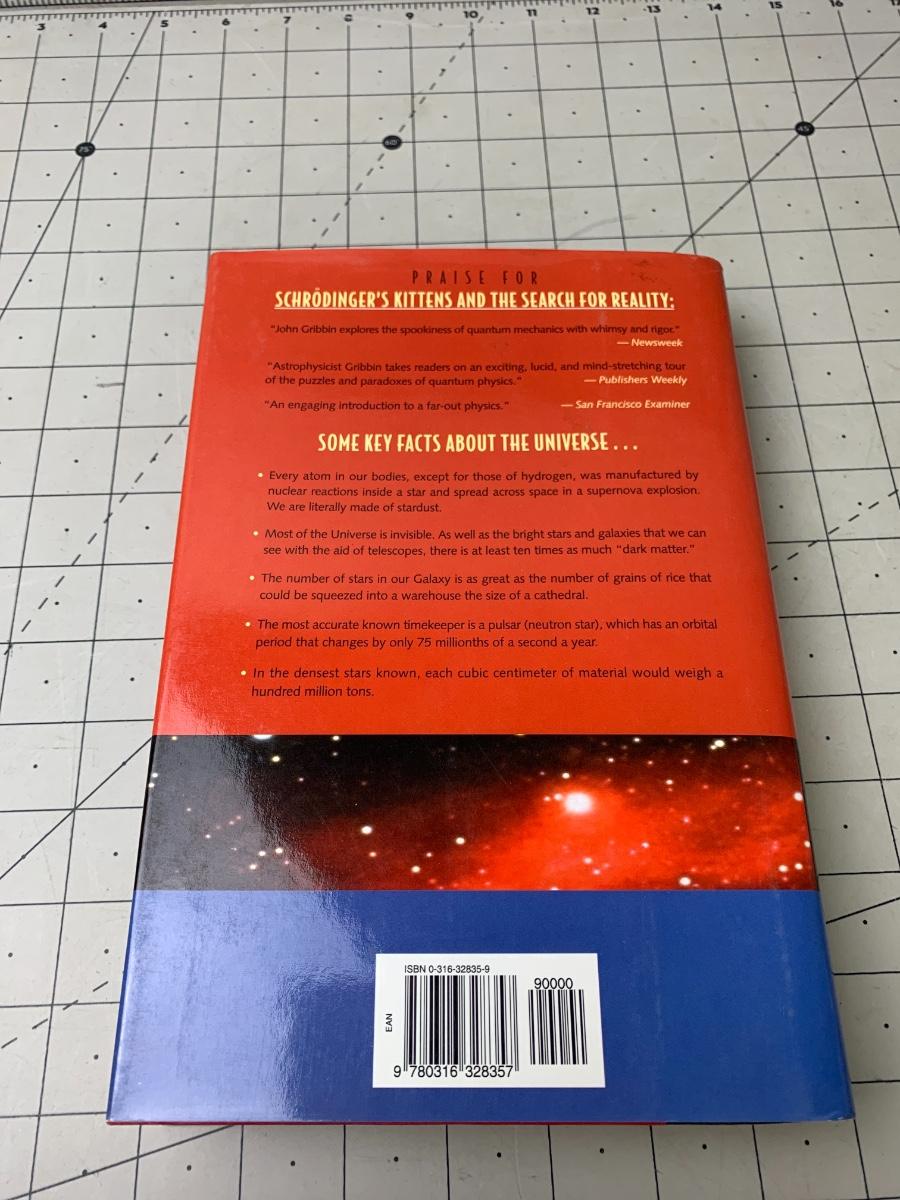 3 4 5 6 7 8 9 10 11 12 13 14 15 16
75° 60° 45°
PRAISE FOR
SCHRÖDINGER'S KITTENS AND THE SEARCH FOR REALITY:
"John Gribbin explores the spookiness of quantum mechanics with whimsy and rigor."
— Newsweek
"Astrophysicist Gribbin takes readers on an exciting, lucid, and mind-stretching tour
of the puzzles and paradoxes of quantum physics." — Publishers Weekly
"An engaging introduction to a far-out physics." — San Francisco Examiner
SOME KEY FACTS ABOUT THE UNIVERSE . . .
• Every atom in our bodies, except for those of hydrogen, was manufactured by
nuclear reactions inside a star and spread across space in a supernova explosion.
We are literally made of stardust.
• Most of the Universe is invisible. As well as the bright stars and galaxies that we can
see with the aid of telescopes, there is at least ten times as much "dark matter."
• The number of stars in our Galaxy is as great as the number of grains of rice that
could be squeezed into a warehouse the size of a cathedral.
• The most accurate known timekeeper is a pulsar (neutron star), which has an orbital
period that changes by only 75 millionths of a second a year.
• In the densest stars known, each cubic centimeter of material would weigh a
hundred million tons.
ISBN 0-316-32835-9
90000
EAN
9 780316 328357